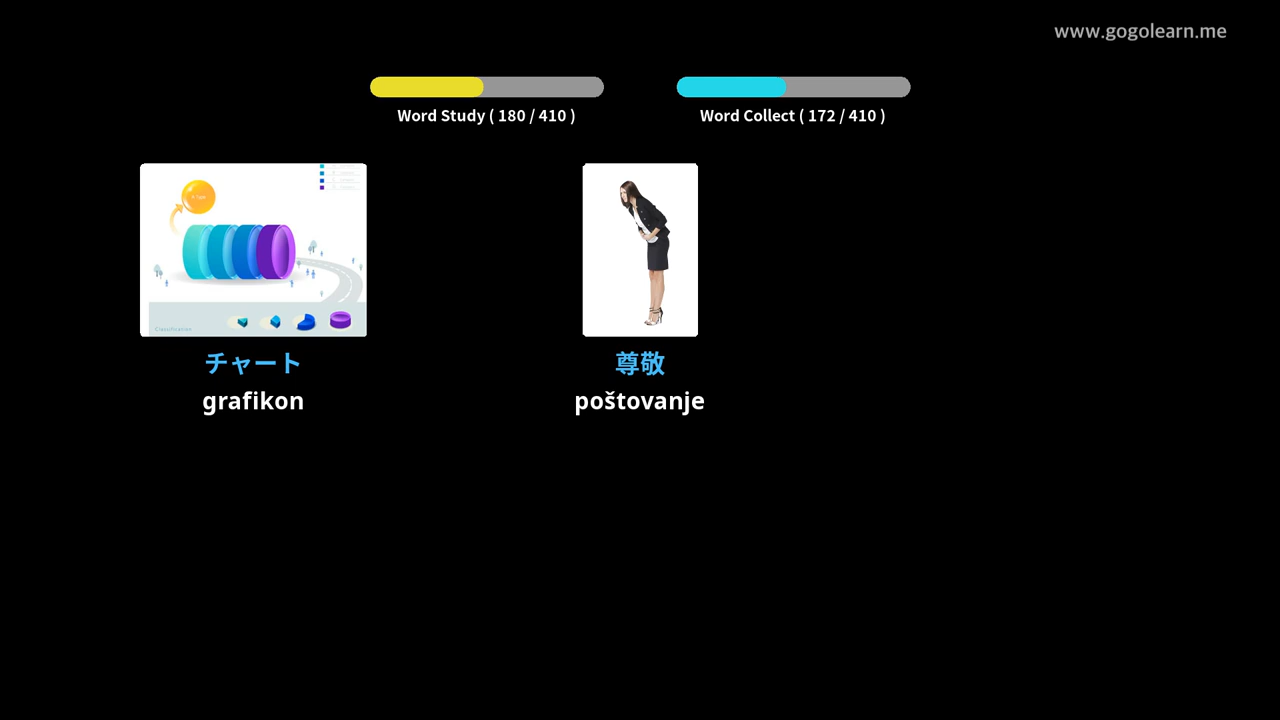 www.gogolearn.me
Word Study ( 180 / 410 )
Word Collect ( 172 / 410 )
Classification
チャート
grafikon
尊敬
poštovanje